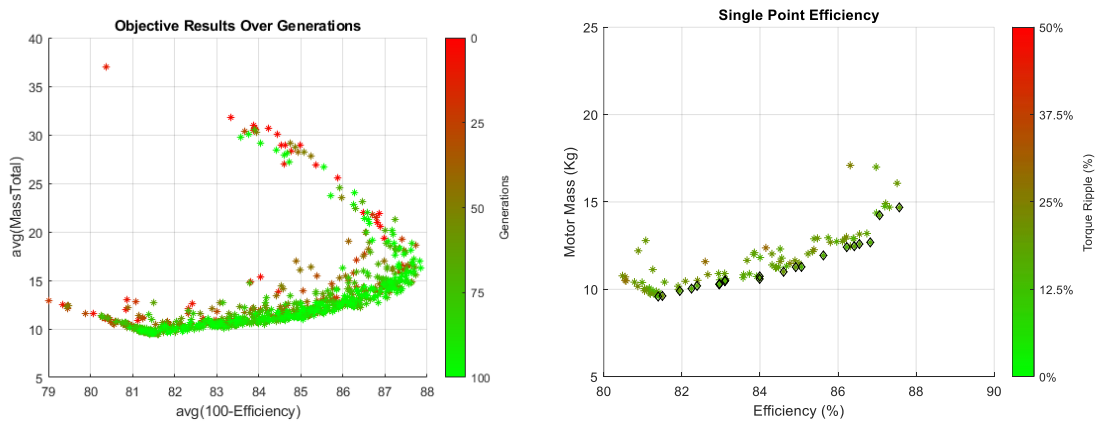 Objective Results Over Generations
avg(MassTotal)
40
35
30
25
20
15
10
5
79 80 81 82 83 84 85 86 87 88
avg(100-Efficiency)
0
25
50
75
100
Generations
Single Point Efficiency
Motor Mass (Kg)
25
20
15
10
5
80 82 84 86 88 90
Efficiency (%)
50%
37.5%
25%
12.5%
0%
Torque Ripple (%)